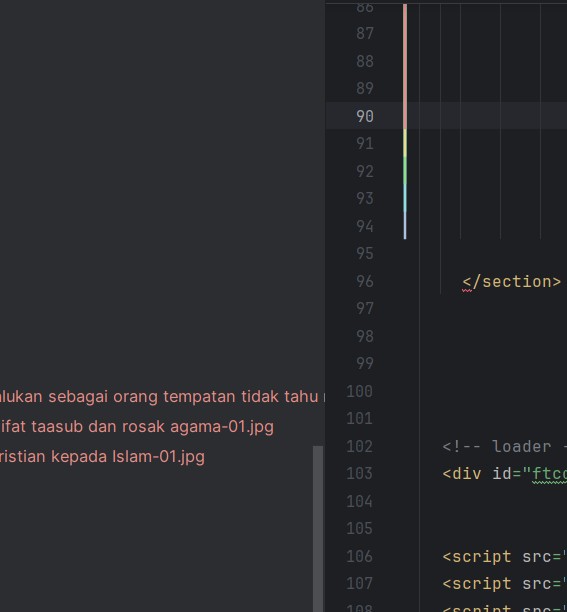 86
87
88
89
90
91
92
93
94
95
96 </section>
97
98
99
100
101
102 <!-- loader
103 <div id="ftco
104
105
106 <script src="
107 <script src="
108 <script src=
alukan sebagai orang tempatan tidak tahu
ifat taasub dan rosak agama-01.jpg
ristian kepada Islam-01.jpg